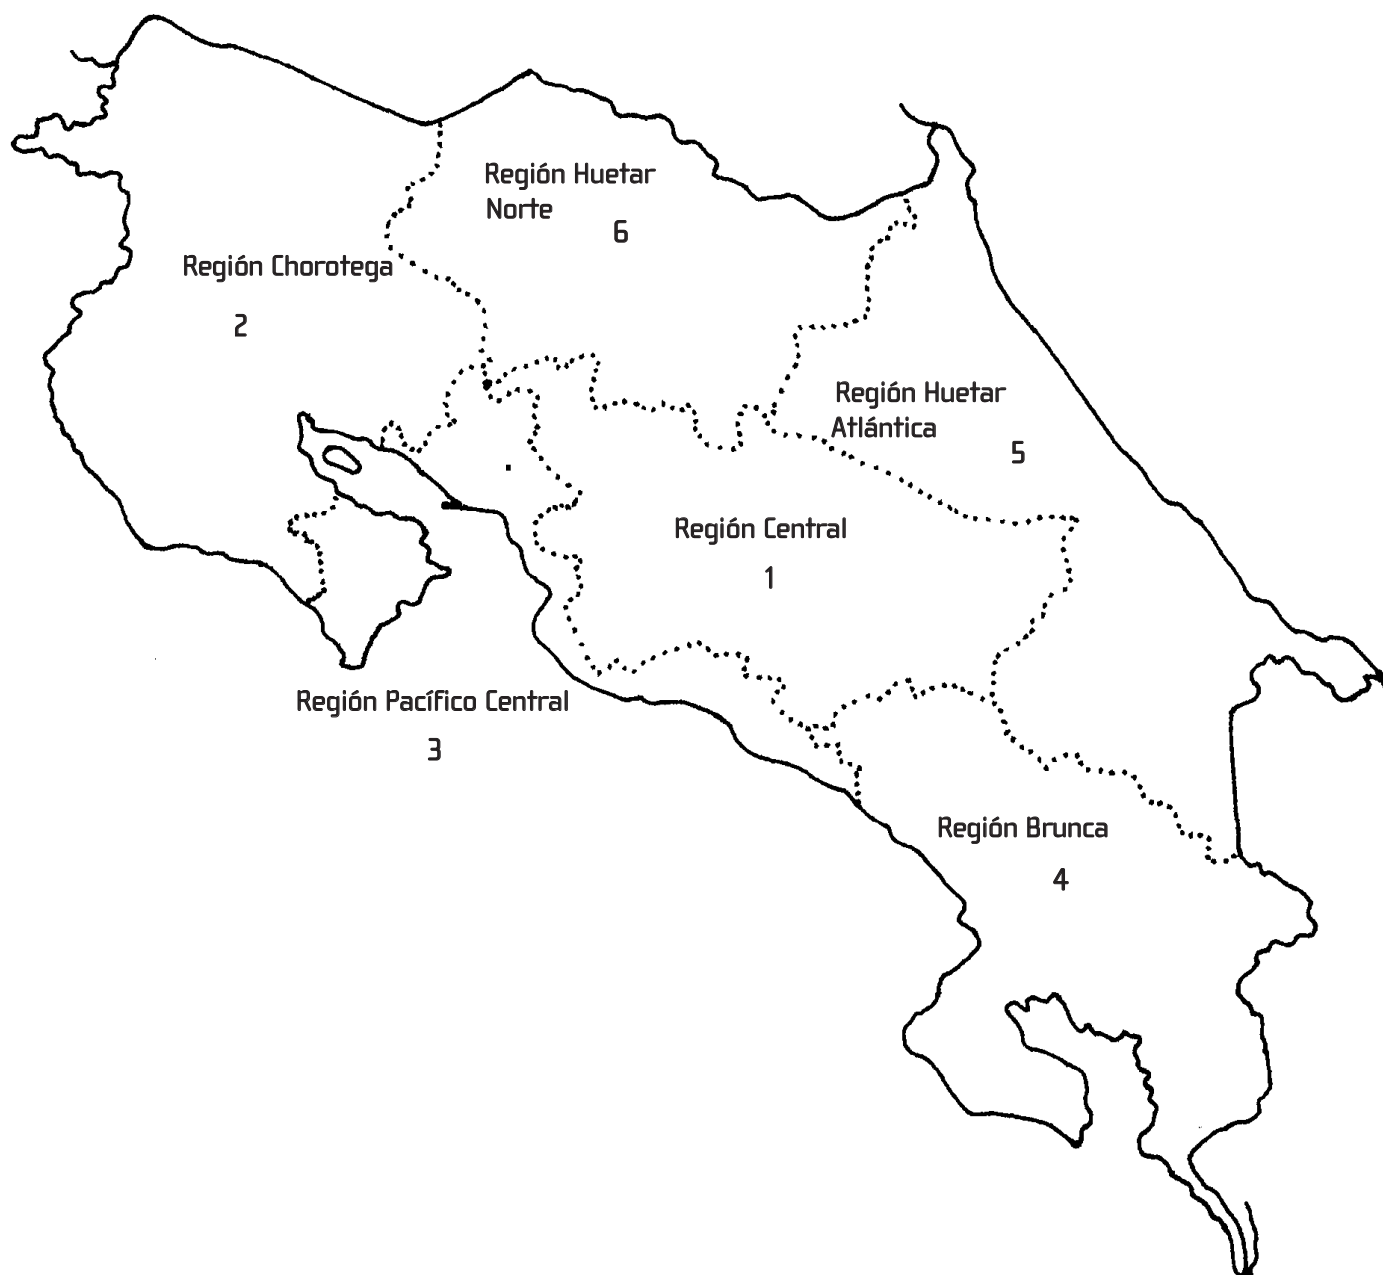 Región Huetar
Norte
6
Región Chorotega
2
Región Huetar
Atlántica
5
Región Central
1
Región Pacífico Central
3
Región Brunca
4